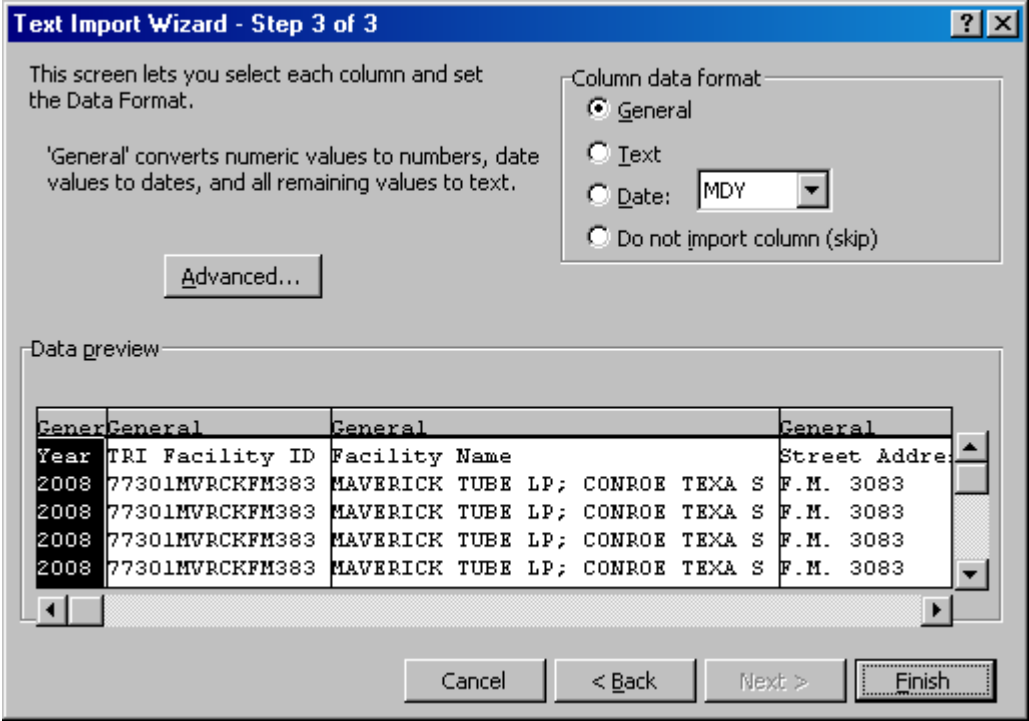 Text Import Wizard - Step 3 of 3
This screen lets you select each column and set
the Data Format.
'General' converts numeric values to numbers, date
values to dates, and all remaining values to text.
Advanced...
Column data format
General
Text
Date: MDY
Do not import column (skip)
Data preview
Gener General General General
Year TRI Facility ID Facility Name Street Addre
2008 77301MVRCKFM383 MAVERICK TUBE LP; CONROE TEXA S F.M. 3083
2008 77301MVRCKFM383 MAVERICK TUBE LP; CONROE TEXA S F.M. 3083
2008 77301MVRCKFM383 MAVERICK TUBE LP; CONROE TEXA S F.M. 3083
2008 77301MVRCKFM383 MAVERICK TUBE LP; CONROE TEXA S F.M. 3083
Cancel < Back Next > Finish